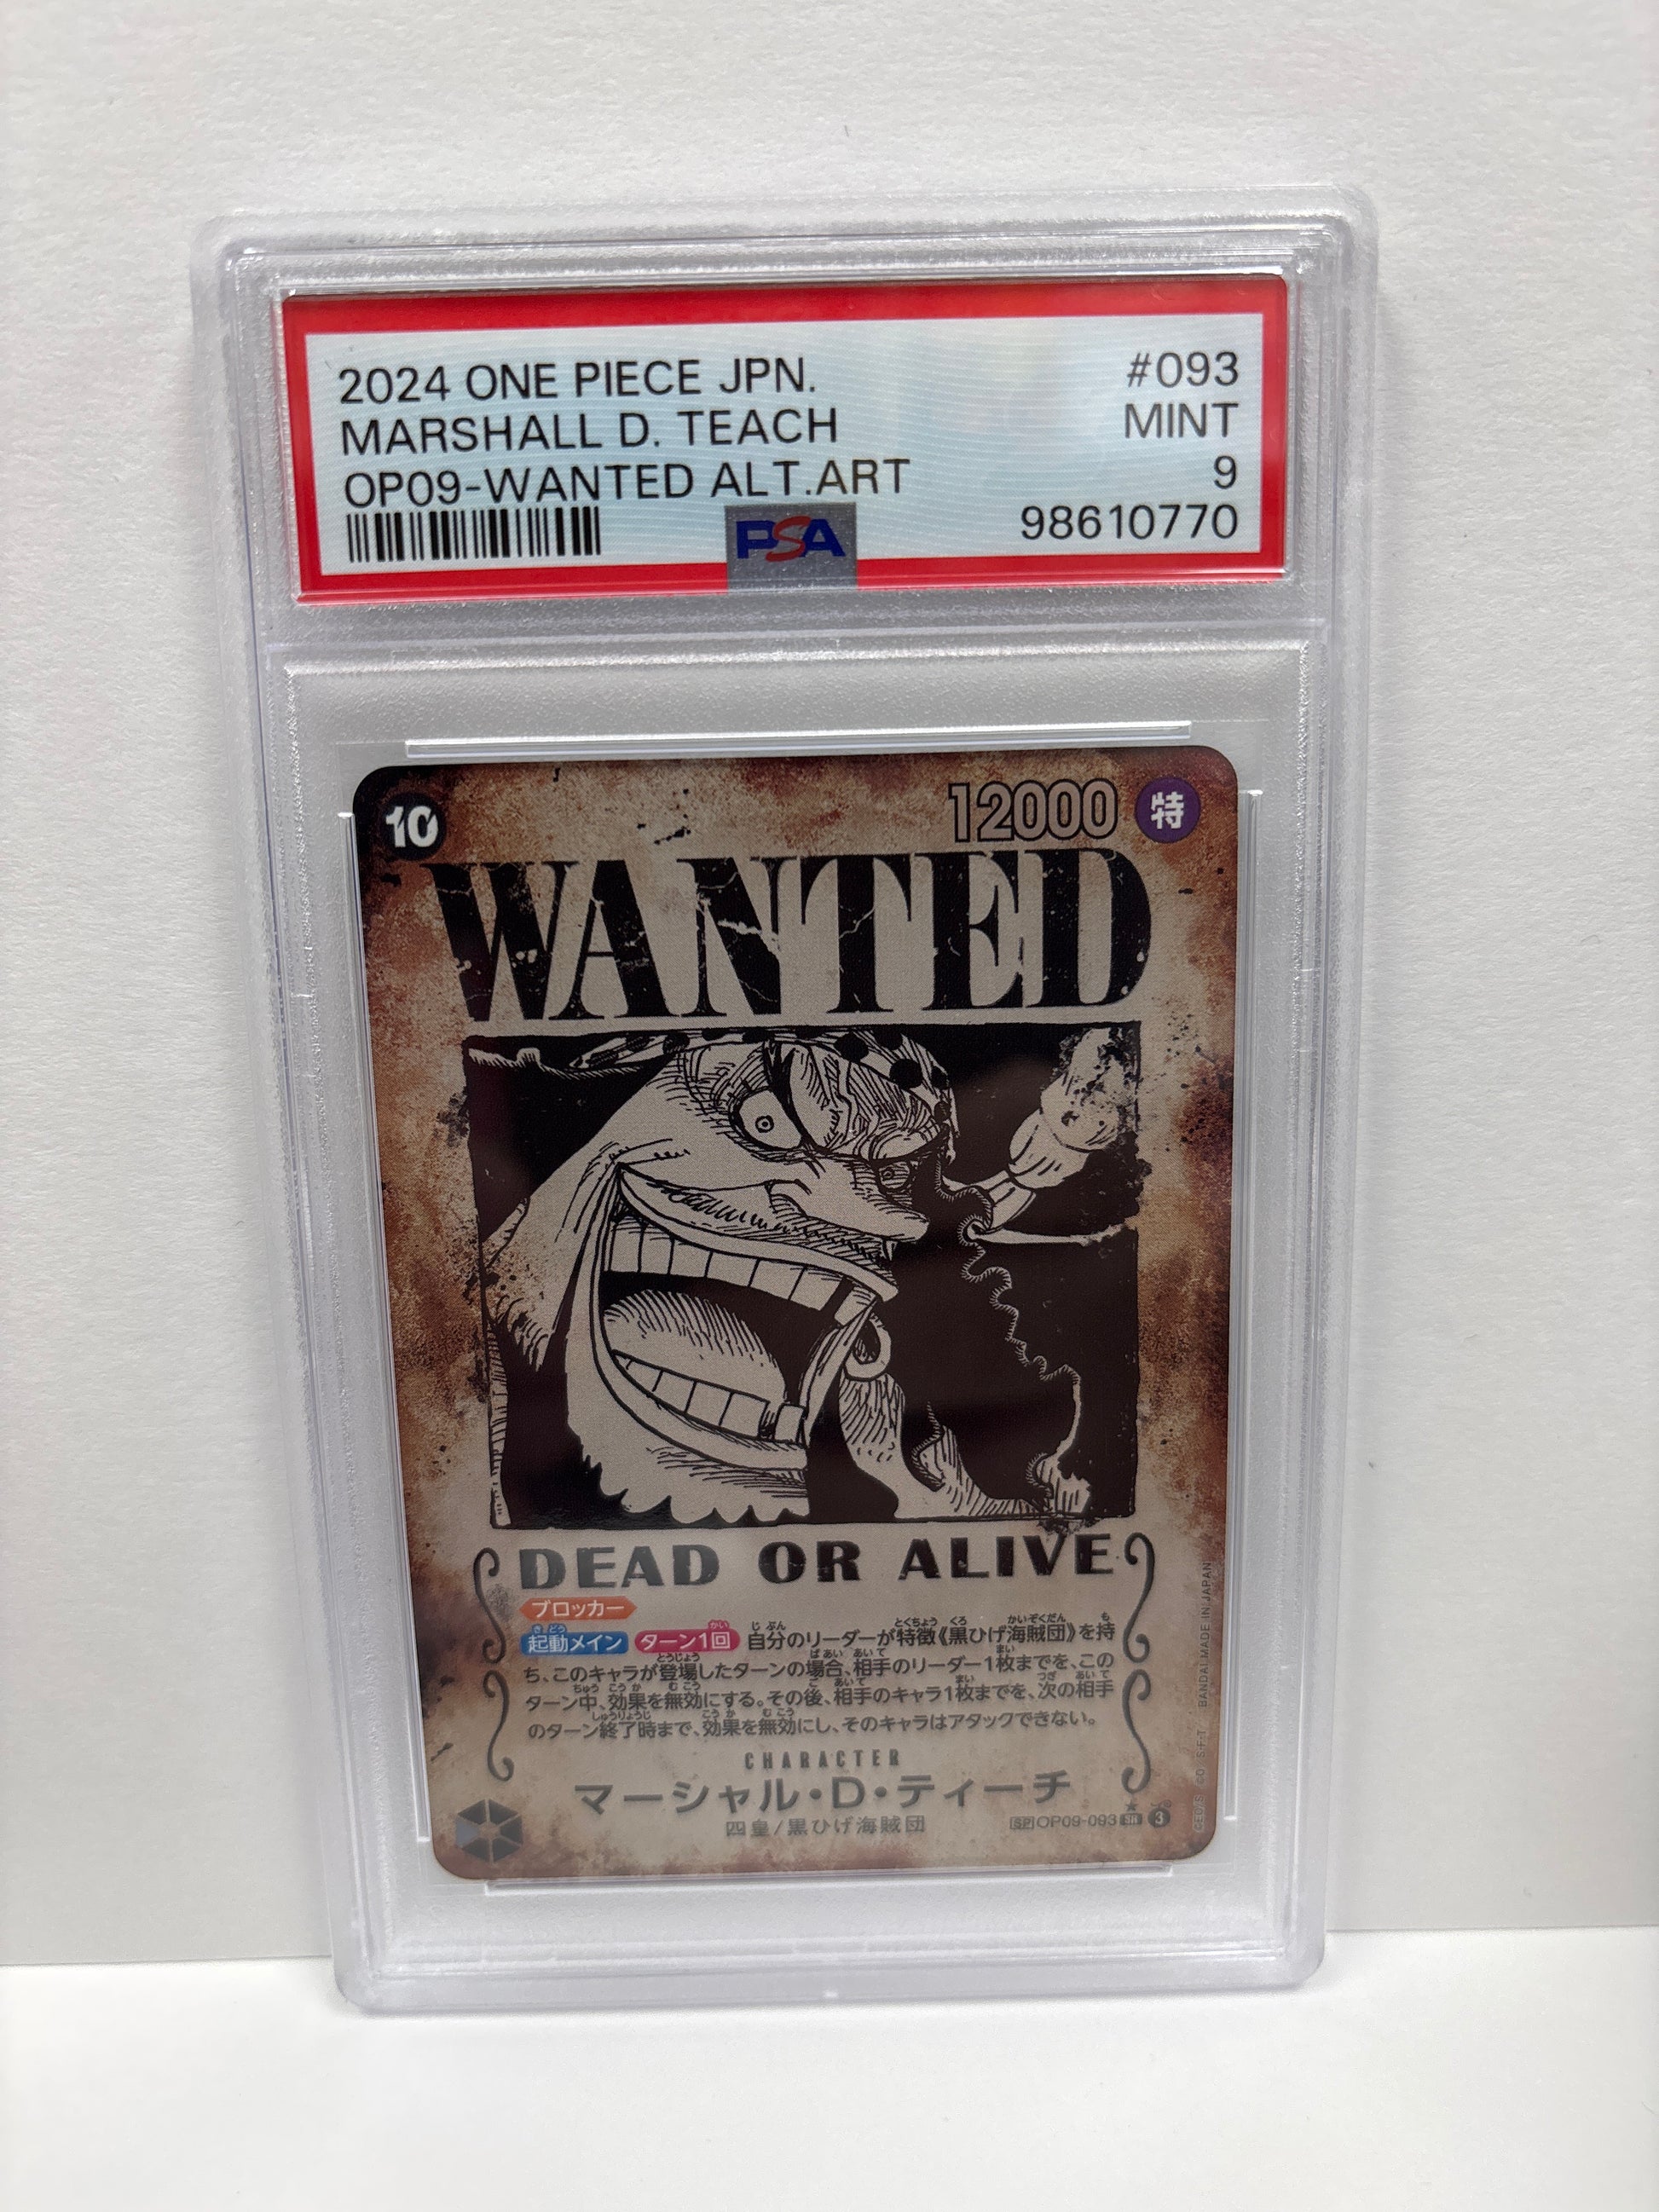 2024 ONE PIECE JPN. #093
MARSHALL D. TEACH MINT
OP09-WANTED ALT.ART 9
PSA 98610770
10 12000 特
WANTED
DEAD OR ALIVE
ブロッカー
起動メイン ターン1回 自分のリーダーが特徴《黒ひげ海賊団》を持
ち、このキャラが登場したターンの場合、相手のリーダー1枚までを、この
ターン中、効果を無効にする。その後、相手のキャラ1枚までを、次の相手
のターン終了時まで、効果を無効にし、そのキャラはアタックできない。
CHARACTER
マーシャル・D・ティーチ
四皇/黒ひげ海賊団
SP OP09-093 SR 3
BANDAI MADE IN JAPAN